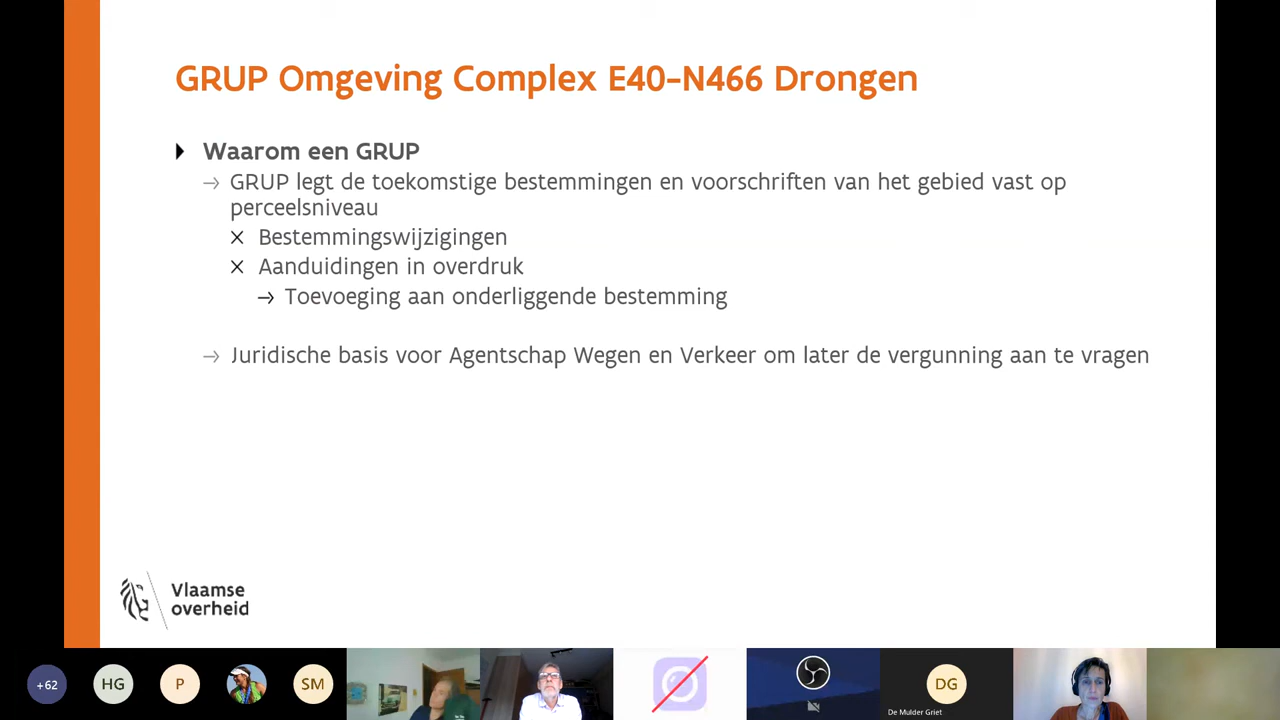 GRUP Omgeving Complex E40-N466 Drongen
Waarom een GRUP
→ GRUP legt de toekomstige bestemmingen en voorschriften van het gebied vast op
perceelsniveau
× Bestemmingswijzigingen
× Aanduidingen in overdruk
→ Toevoeging aan onderliggende bestemming
→ Juridische basis voor Agentschap Wegen en Verkeer om later de vergunning aan te vragen
Vlaamse
overheid
+62
HG
P
SM
DG
De Mulder Griet